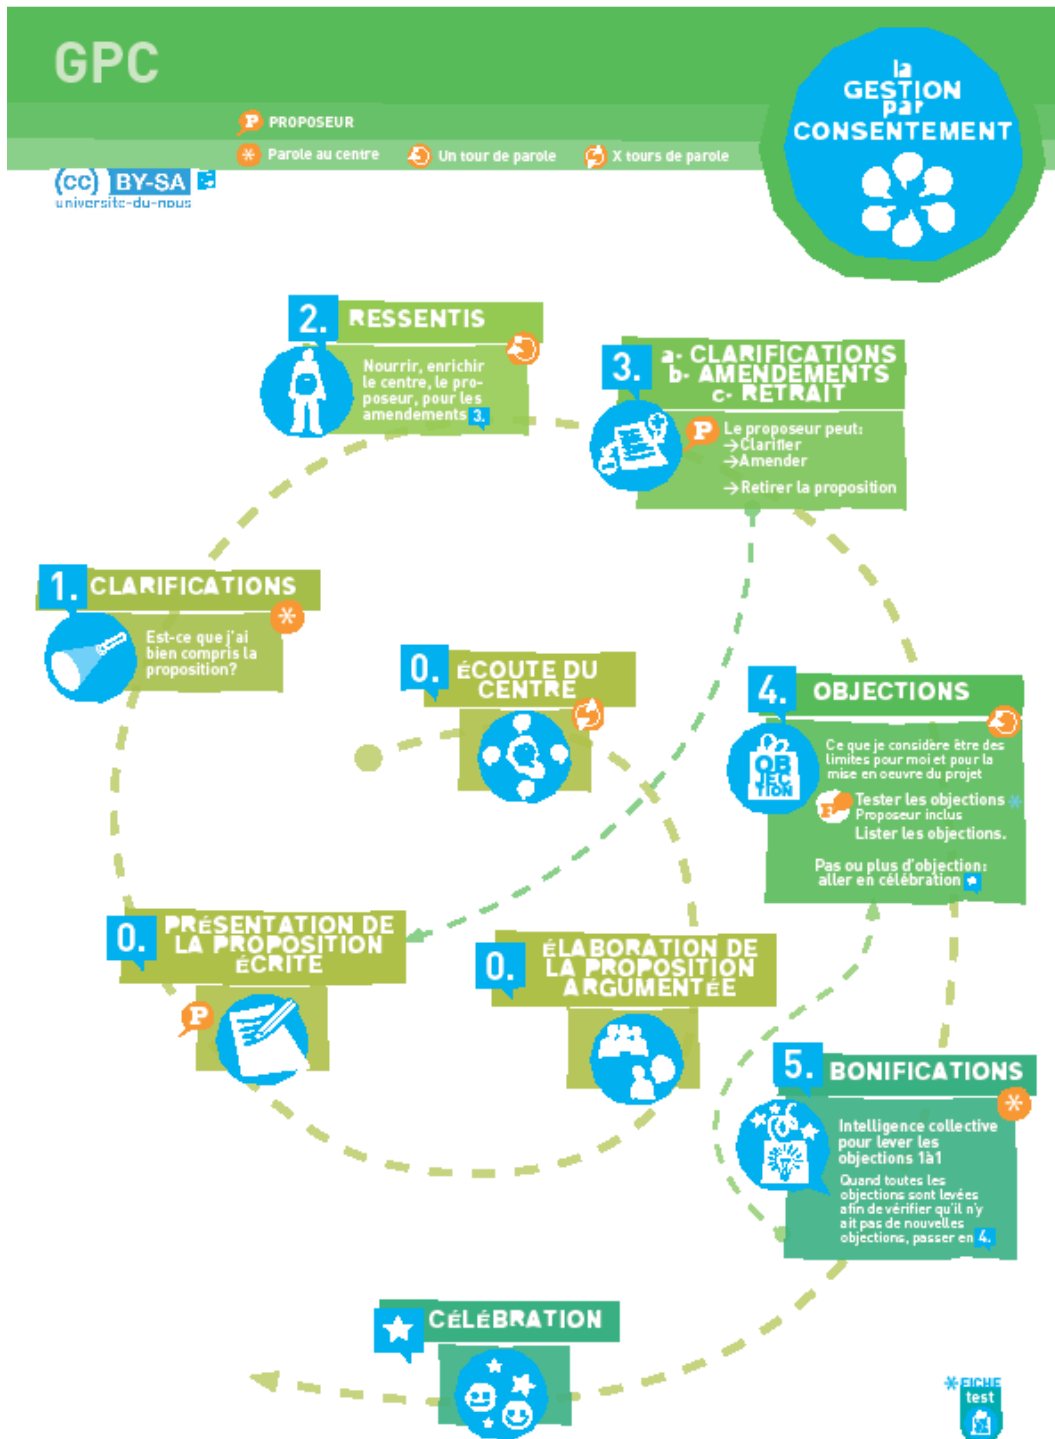 GPC
la
GESTION
par
CONSENTEMENT
P PROPOSEUR
* Parole au centre
Un tour de parole
X tours de parole
(cc) BY-SA
universite-du-nous
2. RESSENTIS
Nourrir, enrichir
le centre, le pro-
poseur, pour les
amendements 3.
3. a- CLARIFICATIONS
b- AMENDEMENTS
c- RETRAIT
P Le proposeur peut:
→Clarifier
→Amender
→Retirer la proposition
1. CLARIFICATIONS
*
Est-ce que j'ai
bien compris la
proposition?
0. ÉCOUTE DU
CENTRE
4. OBJECTIONS
OB
JEC
TION
Ce que je considère être des
limites pour moi et pour la
mise en oeuvre du projet
P Tester les objections *
Proposeur inclus
Lister les objections.
Pas ou plus d'objection:
aller en célébration
0. PRÉSENTATION DE
LA PROPOSITION
ÉCRITE
P
0. ÉLABORATION DE
LA PROPOSITION
ARGUMENTÉE
5. BONIFICATIONS
*
Intelligence collective
pour lever les
objections 1à1
Quand toutes les
objections sont levées
afin de vérifier qu'il n'y
ait pas de nouvelles
objections, passer en 4.
CÉLÉBRATION
*FICHE
test